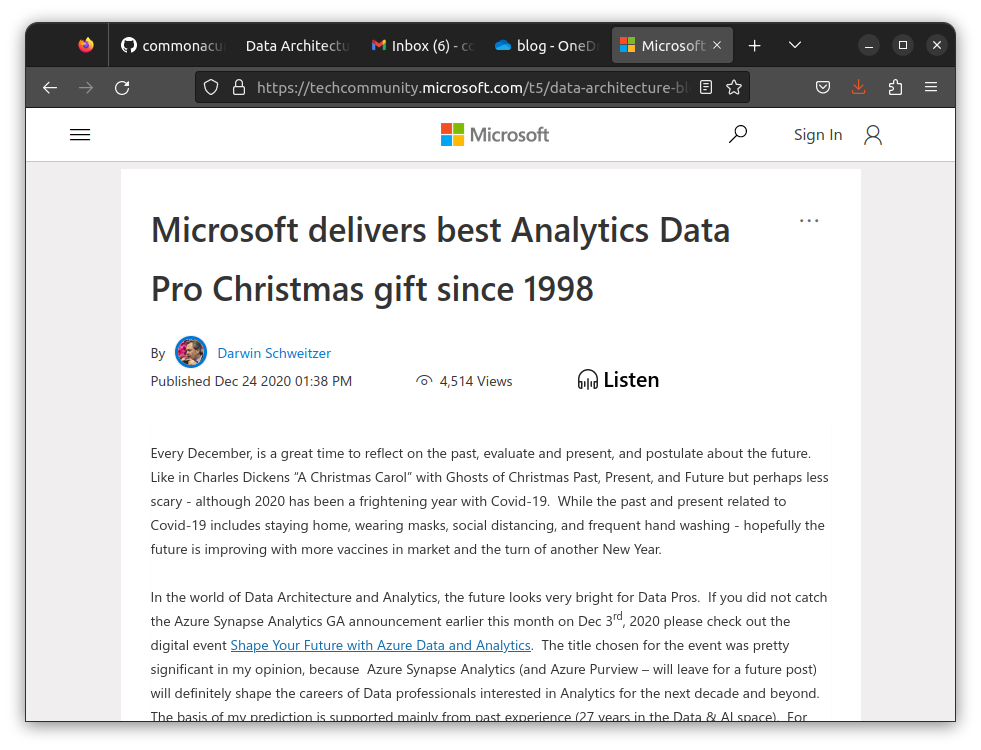 commonacu
Data Architectu
Inbox (6) - co
blog - OneD
Microsoft
https://techcommunity.microsoft.com/t5/data-architecture-bl
Microsoft
Sign In
Microsoft delivers best Analytics Data
Pro Christmas gift since 1998
By Darwin Schweitzer
Published Dec 24 2020 01:38 PM 4,514 Views Listen
Every December, is a great time to reflect on the past, evaluate and present, and postulate about the future.
Like in Charles Dickens “A Christmas Carol” with Ghosts of Christmas Past, Present, and Future but perhaps less
scary - although 2020 has been a frightening year with Covid-19. While the past and present related to
Covid-19 includes staying home, wearing masks, social distancing, and frequent hand washing - hopefully the
future is improving with more vaccines in market and the turn of another New Year.
In the world of Data Architecture and Analytics, the future looks very bright for Data Pros. If you did not catch
the Azure Synapse Analytics GA announcement earlier this month on Dec 3rd, 2020 please check out the
digital event Shape Your Future with Azure Data and Analytics. The title chosen for the event was pretty
significant in my opinion, because Azure Synapse Analytics (and Azure Purview – will leave for a future post)
will definitely shape the careers of Data professionals interested in Analytics for the next decade and beyond.
The basis of my prediction is supported mainly from past experience (27 years in the Data & AI space). For